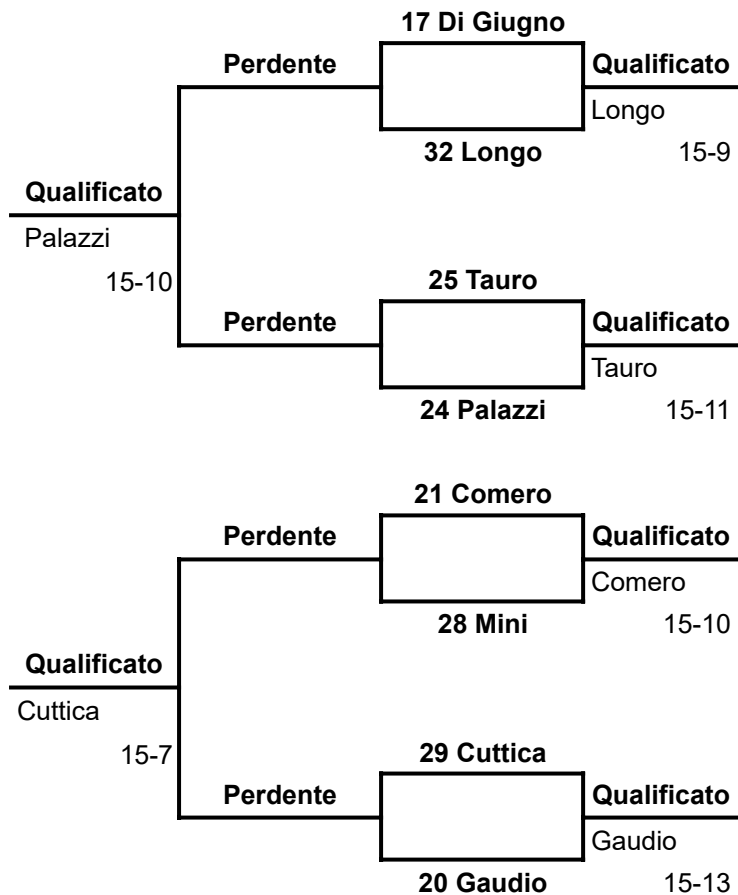 17 Di Giugno
Perdente
Qualificato
Longo
32 Longo
15-9
Qualificato
Palazzi
15-10
25 Tauro
Perdente
Qualificato
Tauro
24 Palazzi
15-11
21 Comero
Perdente
Qualificato
Comero
28 Mini
15-10
Qualificato
Cuttica
15-7
29 Cuttica
Perdente
Qualificato
Gaudio
20 Gaudio
15-13